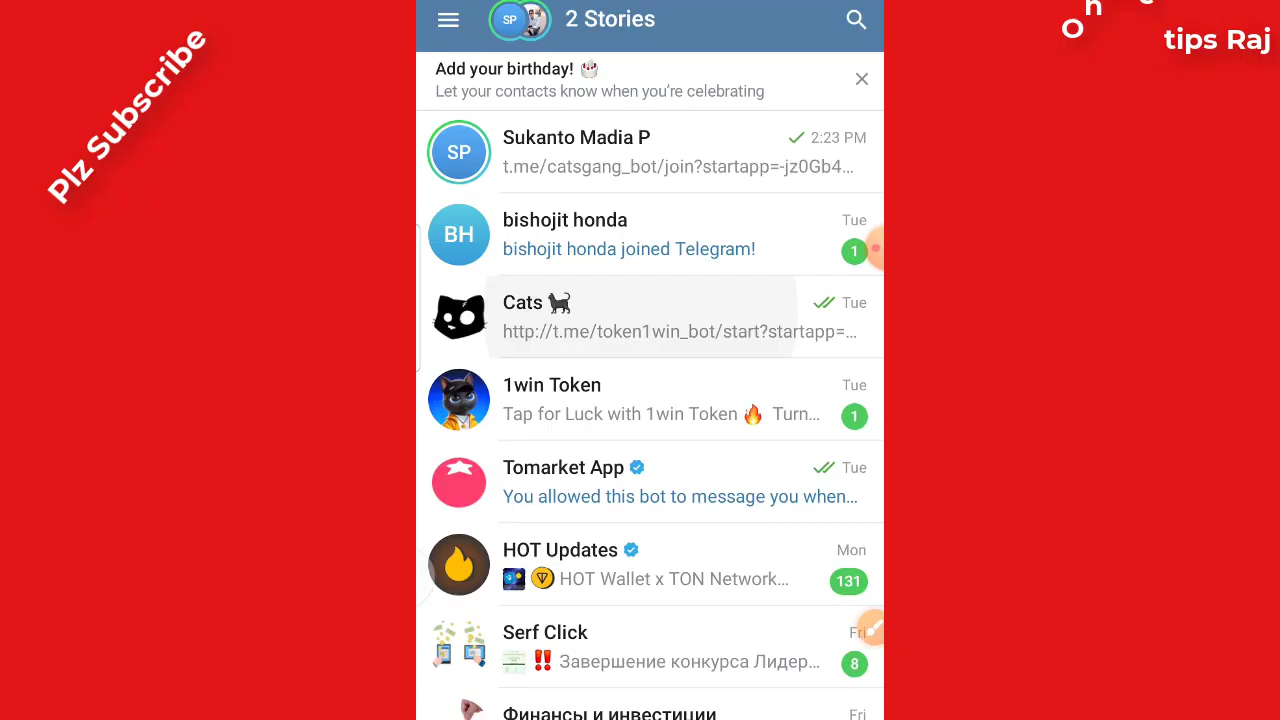 Plz Subscribe
O n e
tips Raj
SP 2 Stories
Add your birthday! 🎂
Let your contacts know when you're celebrating
SP
Sukanto Madia P
2:23 PM
t.me/catsgang_bot/join?startapp=-jz0Gb4…
BH
bishojit honda
Tue
bishojit honda joined Telegram!
1
Cats 🐈‍⬛
Tue
http://t.me/token1win_bot/start?startapp=…
1win Token
Tue
Tap for Luck with 1win Token 🔥 Turn…
1
Tomarket App
Tue
You allowed this bot to message you when…
HOT Updates
Mon
HOT Wallet x TON Network…
131
Serf Click
Fri
‼️ Завершение конкурса Лидер…
8
Финансы и инвестиции
Fri